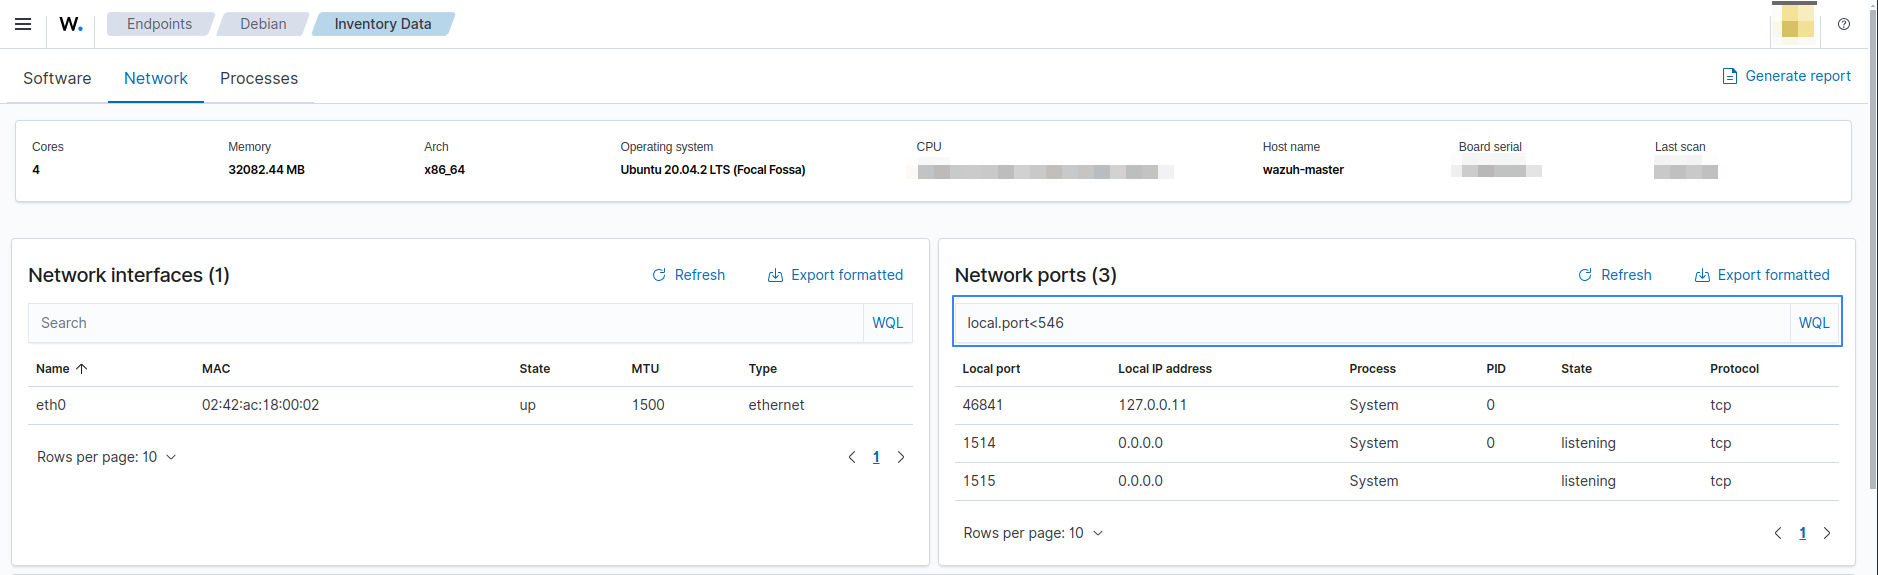 W. Endpoints Debian Inventory Data
Software Network Processes Generate report
Cores Memory Arch Operating system CPU Host name Board serial Last scan
4 32082.44 MB x86_64 Ubuntu 20.04.2 LTS (Focal Fossa) wazuh-master
Network interfaces (1) Refresh Export formatted
Search WQL
Name MAC State MTU Type
eth0 02:42:ac:18:00:02 up 1500 ethernet
Rows per page: 10 1
Network ports (3) Refresh Export formatted
local.port<546 WQL
Local port Local IP address Process PID State Protocol
46841 127.0.0.11 System 0 tcp
1514 0.0.0.0 System 0 listening tcp
1515 0.0.0.0 System listening tcp
Rows per page: 10 1